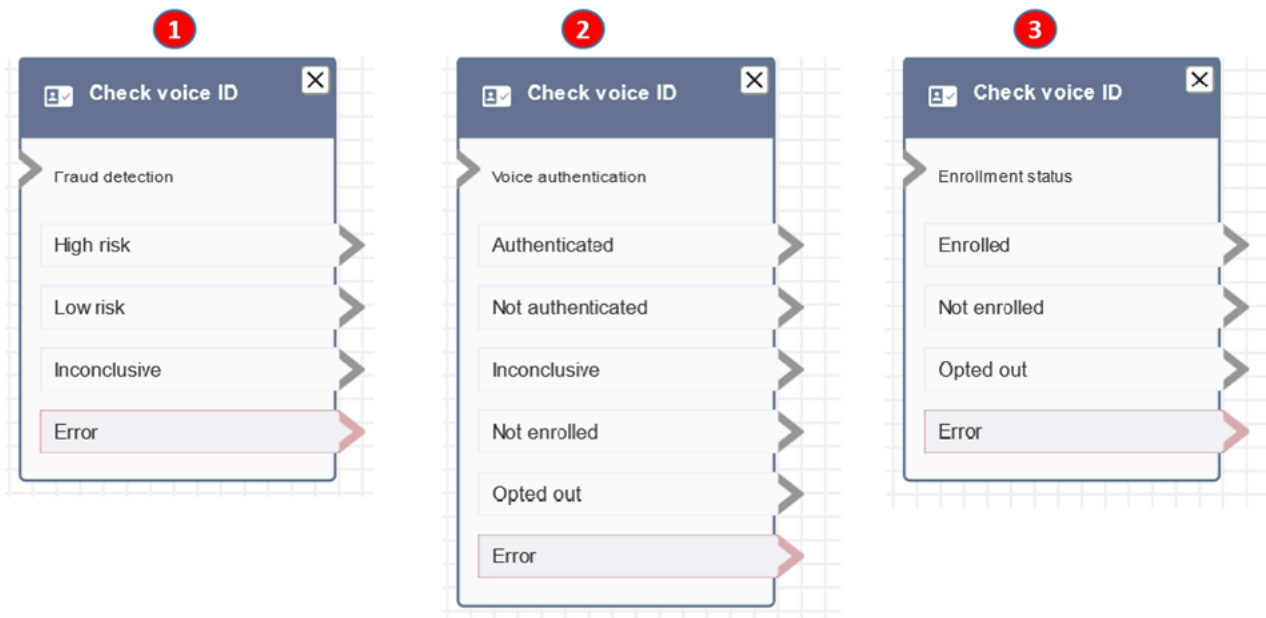 1
Check voice ID
Fraud detection
High risk
Low risk
Inconclusive
Error
2
Check voice ID
Voice authentication
Authenticated
Not authenticated
Inconclusive
Not enrolled
Opted out
Error
3
Check voice ID
Enrollment status
Enrolled
Not enrolled
Opted out
Error